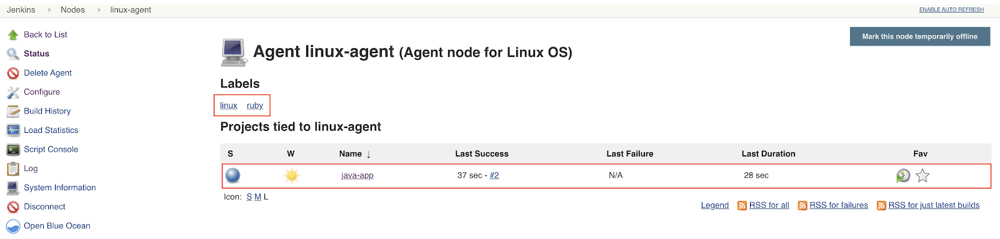 Jenkins Nodes linux-agent ENABLE AUTO REFRESH
Back to List
Status
Delete Agent
Configure
Build History
Load Statistics
Script Console
Log
System Information
Disconnect
Open Blue Ocean
Mark this node temporarily offline
Agent linux-agent (Agent node for Linux OS)
Labels
linux ruby
Projects tied to linux-agent
S W Name ↓ Last Success Last Failure Last Duration Fav
java-app 37 sec - #2 N/A 28 sec
Icon: S M L
Legend RSS for all RSS for failures RSS for just latest builds